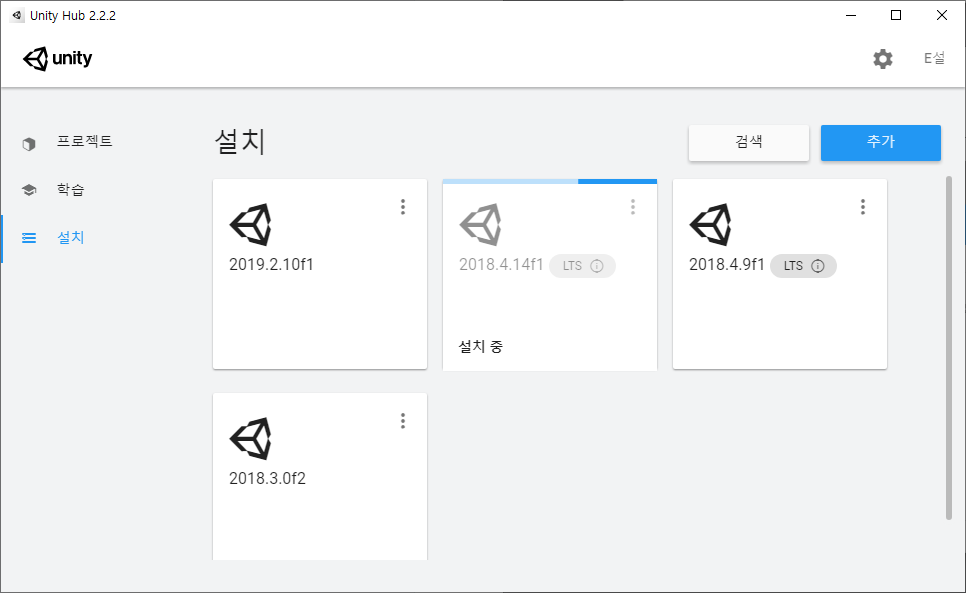 Unity Hub 2.2.2
unity
E설
프로젝트
학습
설치
설치
검색
추가
2019.2.10f1
2018.4.14f1 LTS
설치 중
2018.4.9f1 LTS
2018.3.0f2